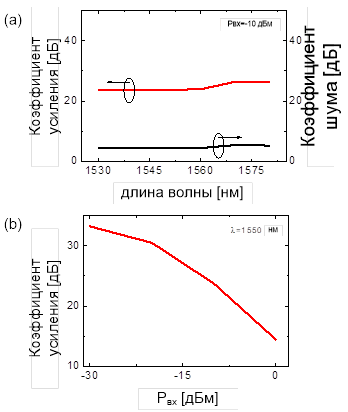 (a)
Pвх=-10 дБм
Коэффициент
усиления [дБ]
40
20
0
40
20
0
Коэффициент
шума [дБ]
1530
1545
1560
1575
длина волны [нм]
(b)
λ=1550 нм
Коэффициент
усиления [дБ]
30
20
10
-30
-15
0
Pвх [дБм]